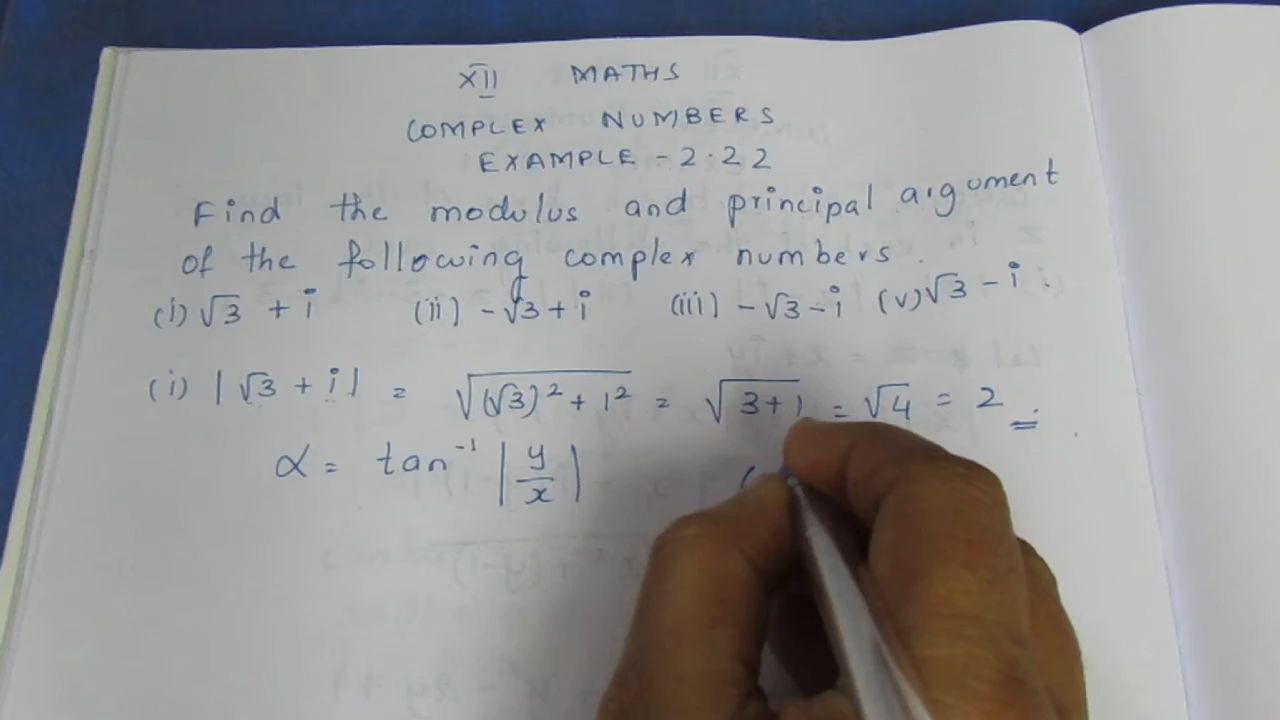 XII MATHS
COMPLEX NUMBERS
EXAMPLE - 2.22
Find the modulus and principal argument
of the following complex numbers.
(i) √3 + i (ii) - √3 + i (iii) - √3 - i (v) √3 - i.
(i) |√3 + i| = √(√3)² + 1² = √3+1 = √4 = 2
α = tan⁻¹ |y/x| (